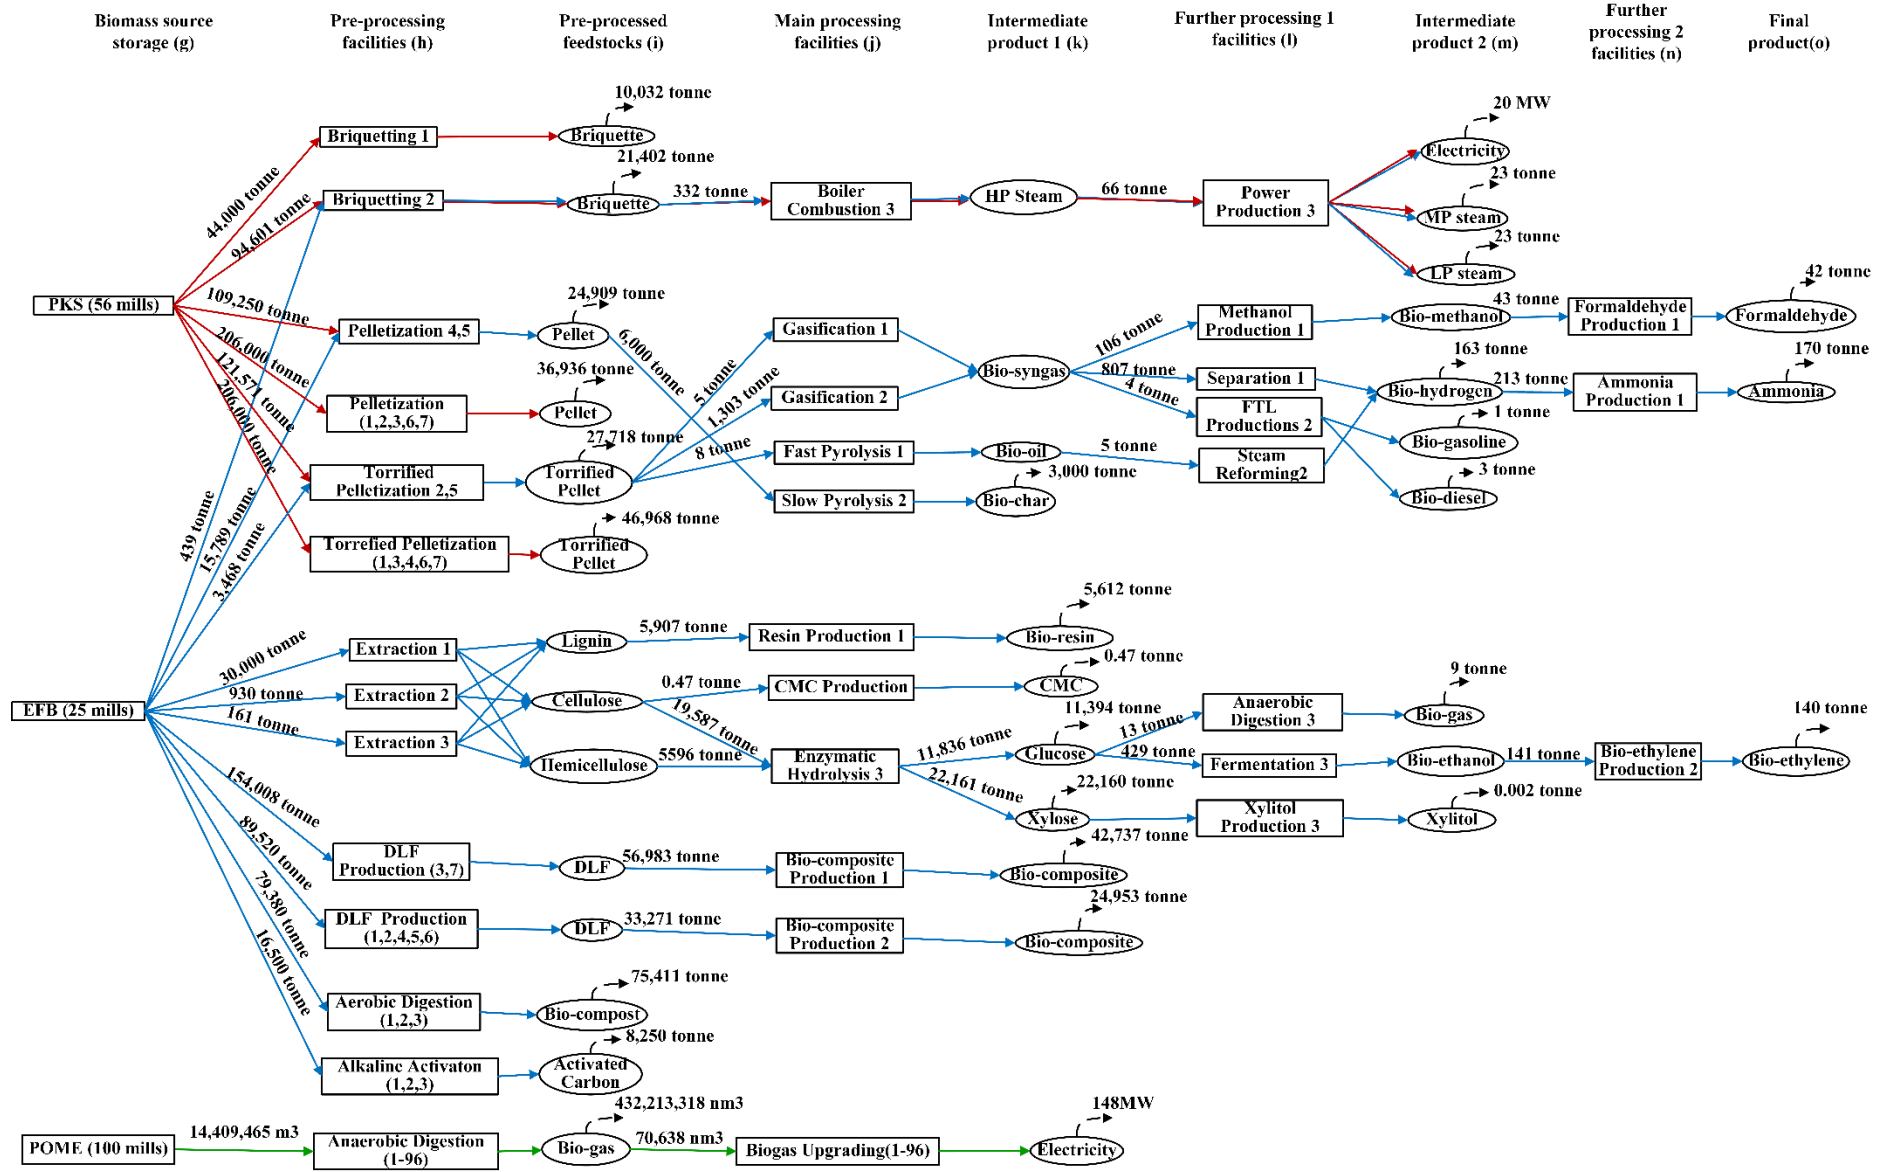 Biomass source
storage (g)
Pre-processing
facilities (h)
Pre-processed
feedstocks (i)
Main processing
facilities (j)
Intermediate
product 1 (k)
Further processing 1
facilities (l)
Intermediate
product 2 (m)
Further
processing 2
facilities (n)
Final
product(o)
10,032 tonne
Briquetting 1
Briquette
44,000 tonne
21,402 tonne
94,601 tonne
Briquetting 2
Briquette
332 tonne
Boiler
Combustion 3
HP Steam
66 tonne
Power
Production 3
20 MW
Electricity
23 tonne
MP steam
23 tonne
LP steam
PKS (56 mills)
109,250 tonne
Pelletization 4,5
24,909 tonne
Pellet
6,000 tonne
Gasification 1
106 tonne
Methanol
Production 1
Bio-methanol
43 tonne
Formaldehyde
Production 1
42 tonne
Formaldehyde
206,000 tonne
121,571 tonne
206,000 tonne
Pelletization
(1,2,3,6,7)
36,936 tonne
Pellet
5 tonne
1,303 tonne
8 tonne
Gasification 2
Bio-syngas
807 tonne
4 tonne
Separation 1
163 tonne
Bio-hydrogen
213 tonne
Ammonia
Production 1
170 tonne
Ammonia
FTL
Productions 2
1 tonne
Bio-gasoline
Torrified
Pelletization 2,5
27,718 tonne
Torrified
Pellet
Fast Pyrolysis 1
Bio-oil
5 tonne
Steam
Reforming2
3 tonne
Bio-diesel
Slow Pyrolysis 2
3,000 tonne
Bio-char
439 tonne
15,789 tonne
3,468 tonne
Torrefied Pelletization
(1,3,4,6,7)
46,968 tonne
Torrified
Pellet
EFB (25 mills)
30,000 tonne
Extraction 1
Lignin
5,907 tonne
Resin Production 1
5,612 tonne
Bio-resin
930 tonne
Extraction 2
Cellulose
0.47 tonne
CMC Production
0.47 tonne
CMC
161 tonne
Extraction 3
19,587 tonne
Hemicellulose
5596 tonne
Enzymatic
Hydrolysis 3
11,836 tonne
11,394 tonne
Glucose
13 tonne
Anaerobic
Digestion 3
9 tonne
Bio-gas
429 tonne
Fermentation 3
Bio-ethanol
141 tonne
Bio-ethylene
Production 2
140 tonne
Bio-ethylene
22,161 tonne
22,160 tonne
Xylose
Xylitol
Production 3
0.002 tonne
Xylitol
154,008 tonne
DLF
Production (3,7)
DLF
56,983 tonne
Bio-composite
Production 1
42,737 tonne
Bio-composite
89,520 tonne
DLF Production
(1,2,4,5,6)
DLF
33,271 tonne
Bio-composite
Production 2
24,953 tonne
Bio-composite
79,380 tonne
Aerobic Digestion
(1,2,3)
75,411 tonne
Bio-compost
16,500 tonne
Alkaline Activaton
(1,2,3)
8,250 tonne
Activated
Carbon
POME (100 mills)
14,409,465 m3
Anaerobic Digestion
(1-96)
432,213,318 nm3
Bio-gas
70,638 nm3
Biogas Upgrading(1-96)
148MW
Electricity